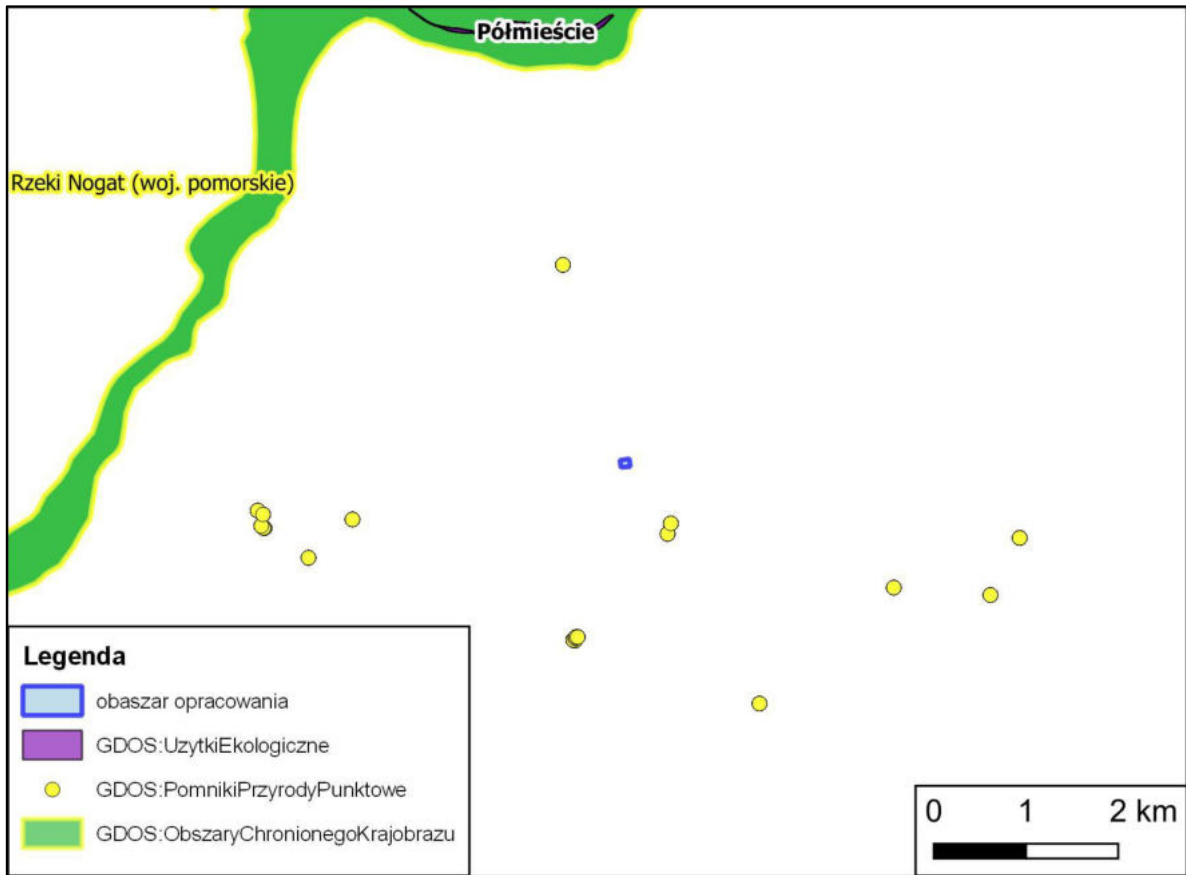 Półmieście
Rzeki Nogat (woj. pomorskie)
Legenda
obaszar opracowania
GDOS:UzytkiEkologiczne
GDOS:PomnikiPrzyrodyPunktowe
GDOS:ObszaryChronionegoKrajobrazu
0 1 2 km